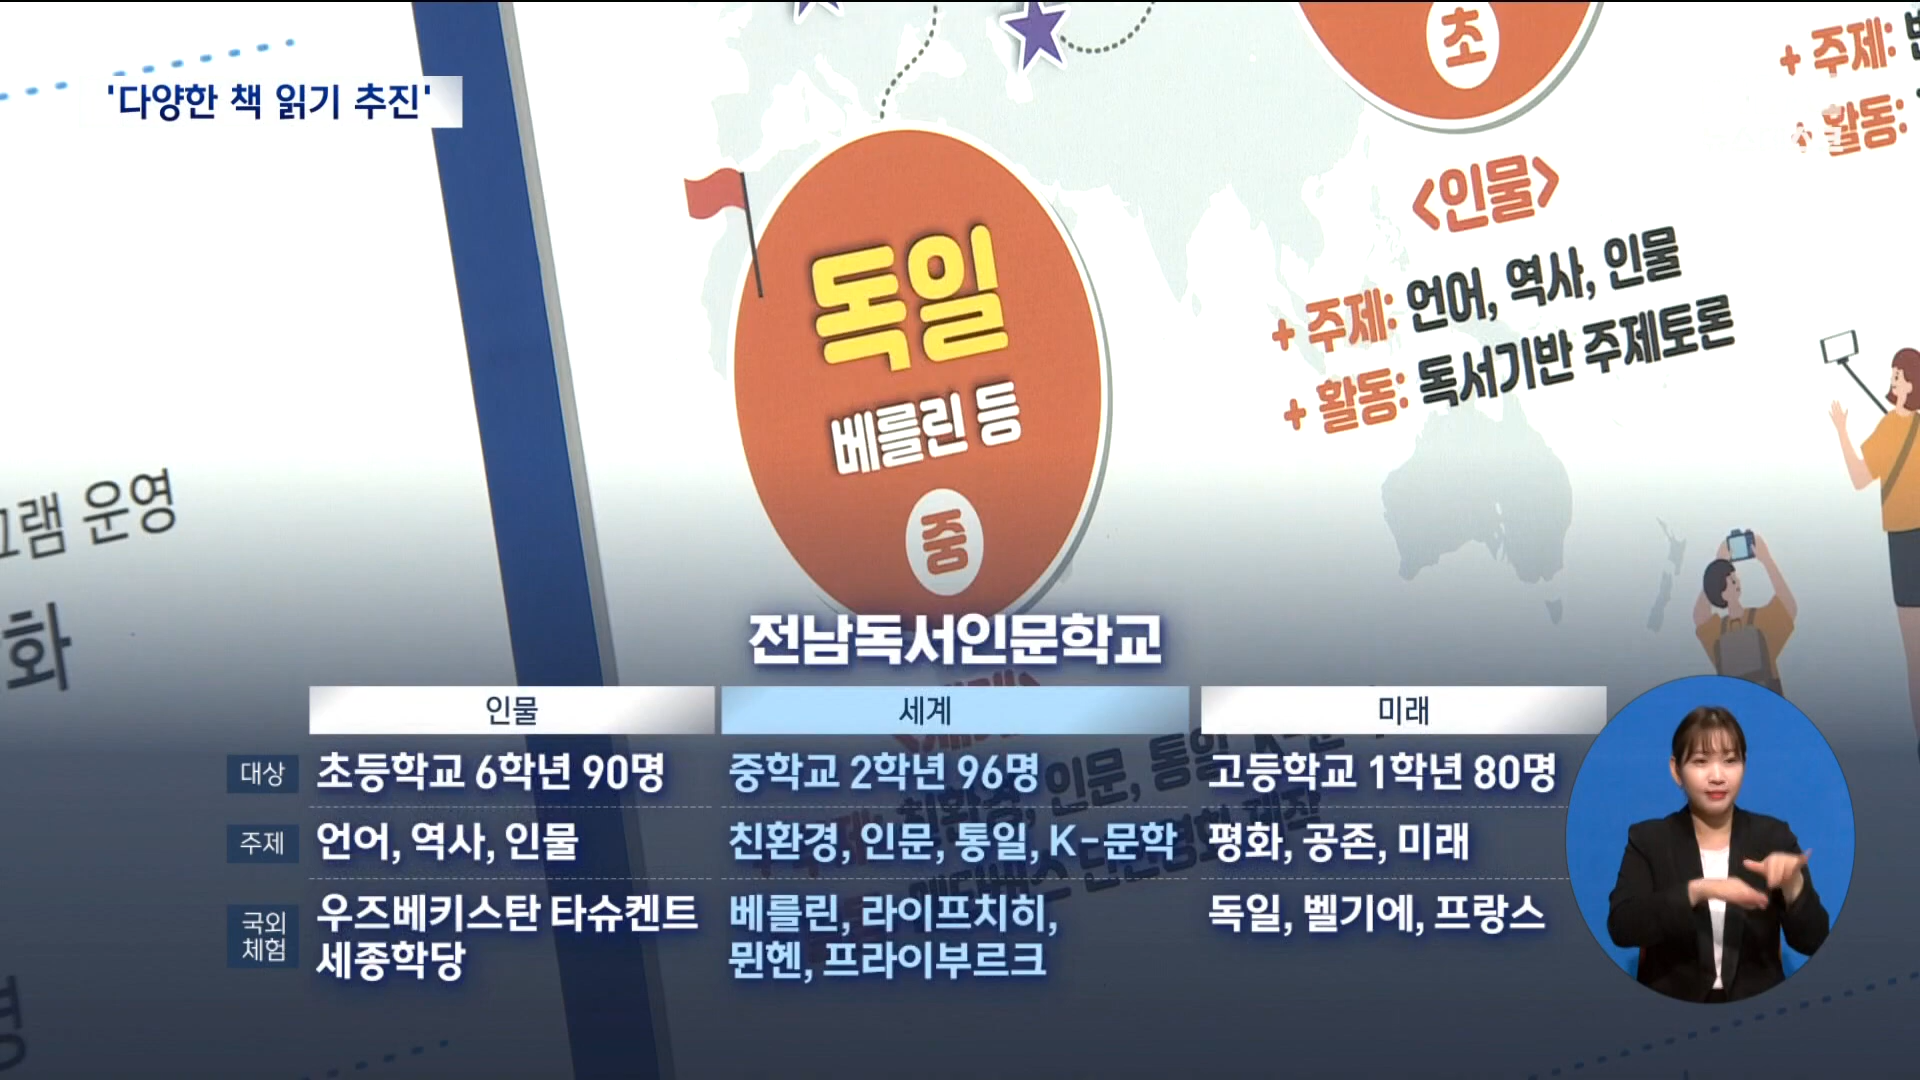 '다양한 책 읽기 추진'
초
+ 주제:
+ 활동:
<인물>
+ 주제: 언어, 역사, 인물
+ 활동: 독서기반 주제토론
독일
베를린 등
중
그램 운영
화
전남독서인문학교
인물 세계 미래
대상 초등학교 6학년 90명 중학교 2학년 96명 고등학교 1학년 80명
주제 언어, 역사, 인물 친환경, 인문, 통일, K-문학 평화, 공존, 미래
국외 체험 우즈베키스탄 타슈켄트 베를린, 라이프치히, 독일, 벨기에, 프랑스
세종학당 뮌헨, 프라이부르크